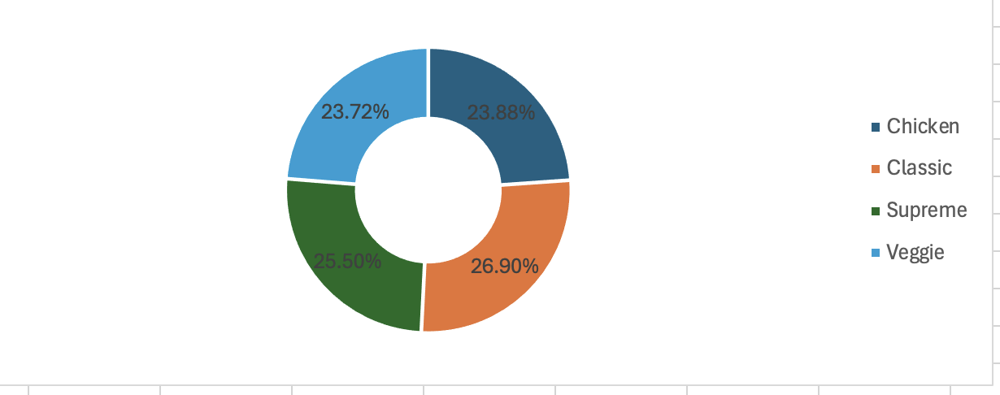 23.72%
23.88%
25.50%
26.90%
Chicken
Classic
Supreme
Veggie